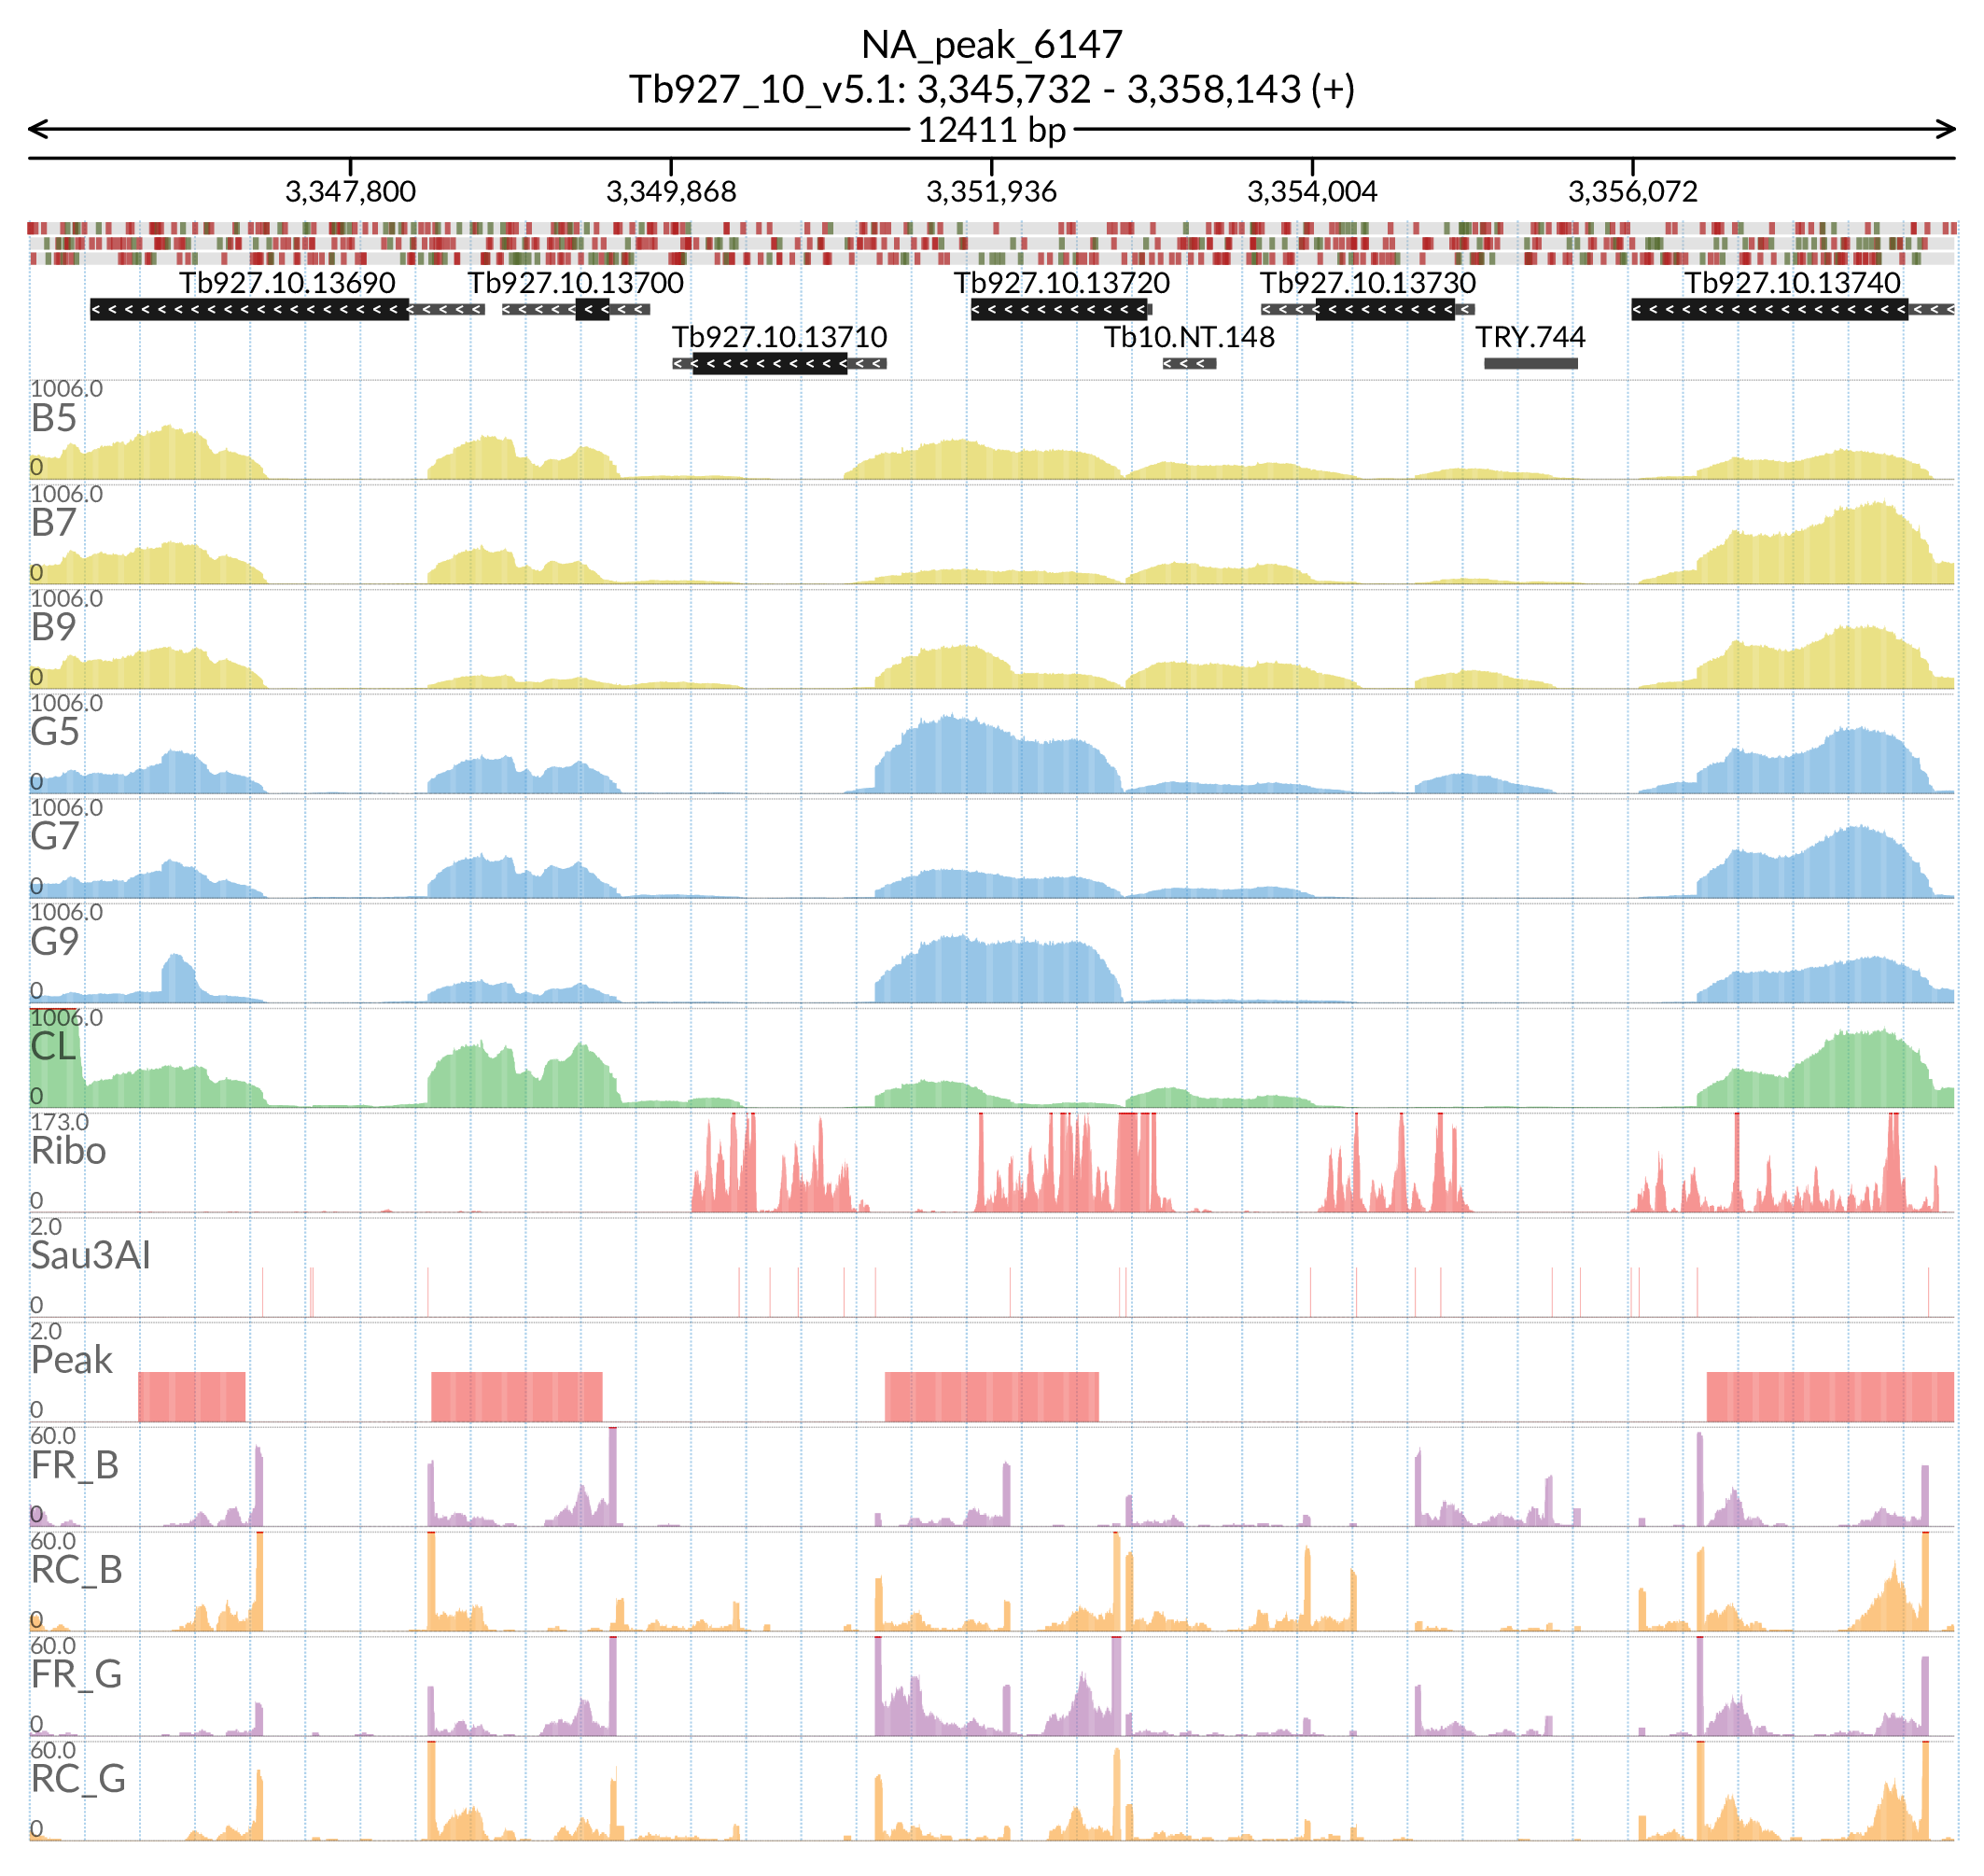 NA_peak_6147
Tb927_10_v5.1: 3,345,732 - 3,358,143 (+)
12411 bp
3,347,800 3,349,868 3,351,936 3,354,004 3,356,072
Tb927.10.13690 Tb927.10.13700 Tb927.10.13720 Tb927.10.13730 Tb927.10.13740
Tb927.10.13710 Tb10.NT.148 TRY.744
1006.0
B5
0
1006.0
B7
0
1006.0
B9
0
1006.0
G5
0
1006.0
G7
0
1006.0
G9
0
1006.0
CL
0
173.0
Ribo
0
2.0
Sau3AI
0
2.0
Peak
0
60.0
FR_B
0
60.0
RC_B
0
60.0
FR_G
0
60.0
RC_G
0